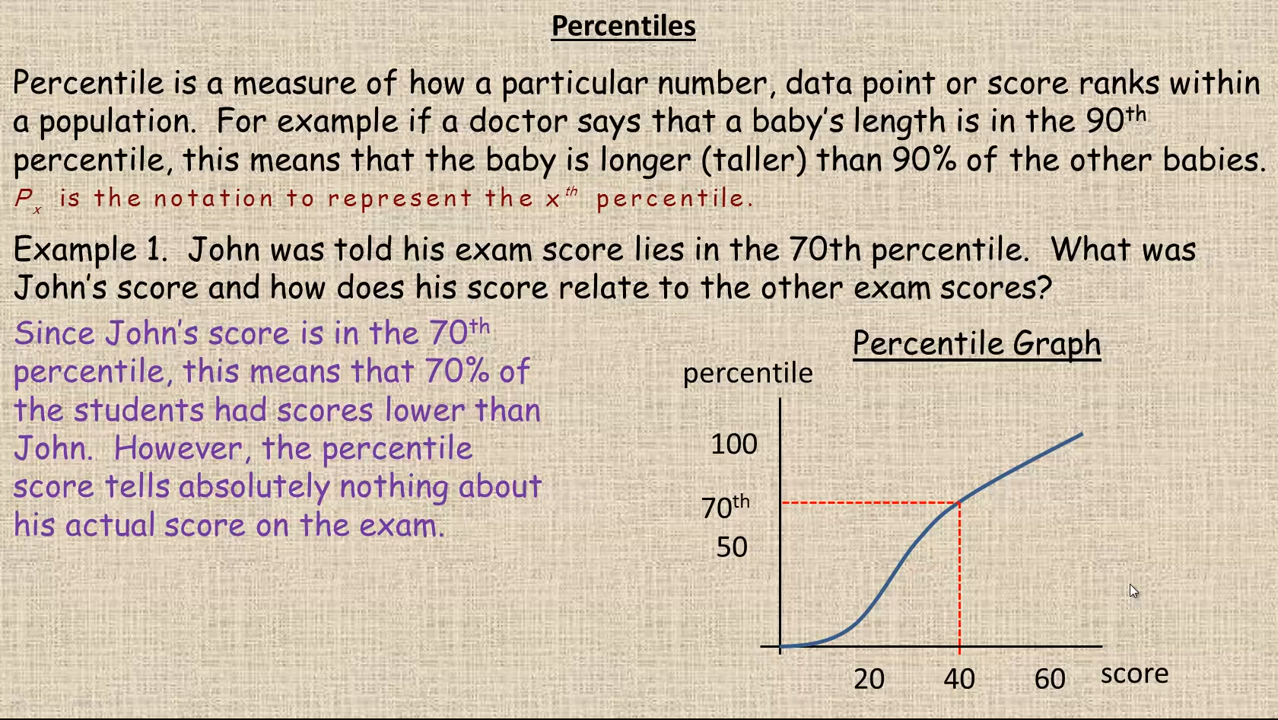 Percentiles
Percentile is a measure of how a particular number, data point or score ranks within
a population. For example if a doctor says that a baby's length is in the 90th
percentile, this means that the baby is longer (taller) than 90% of the other babies.
Px is the notation to represent the xth percentile.
Example 1. John was told his exam score lies in the 70th percentile. What was
John's score and how does his score relate to the other exam scores?
Since John's score is in the 70th
percentile, this means that 70% of
the students had scores lower than
John. However, the percentile
score tells absolutely nothing about
his actual score on the exam.
Percentile Graph
percentile
100
70th
50
20 40 60 score